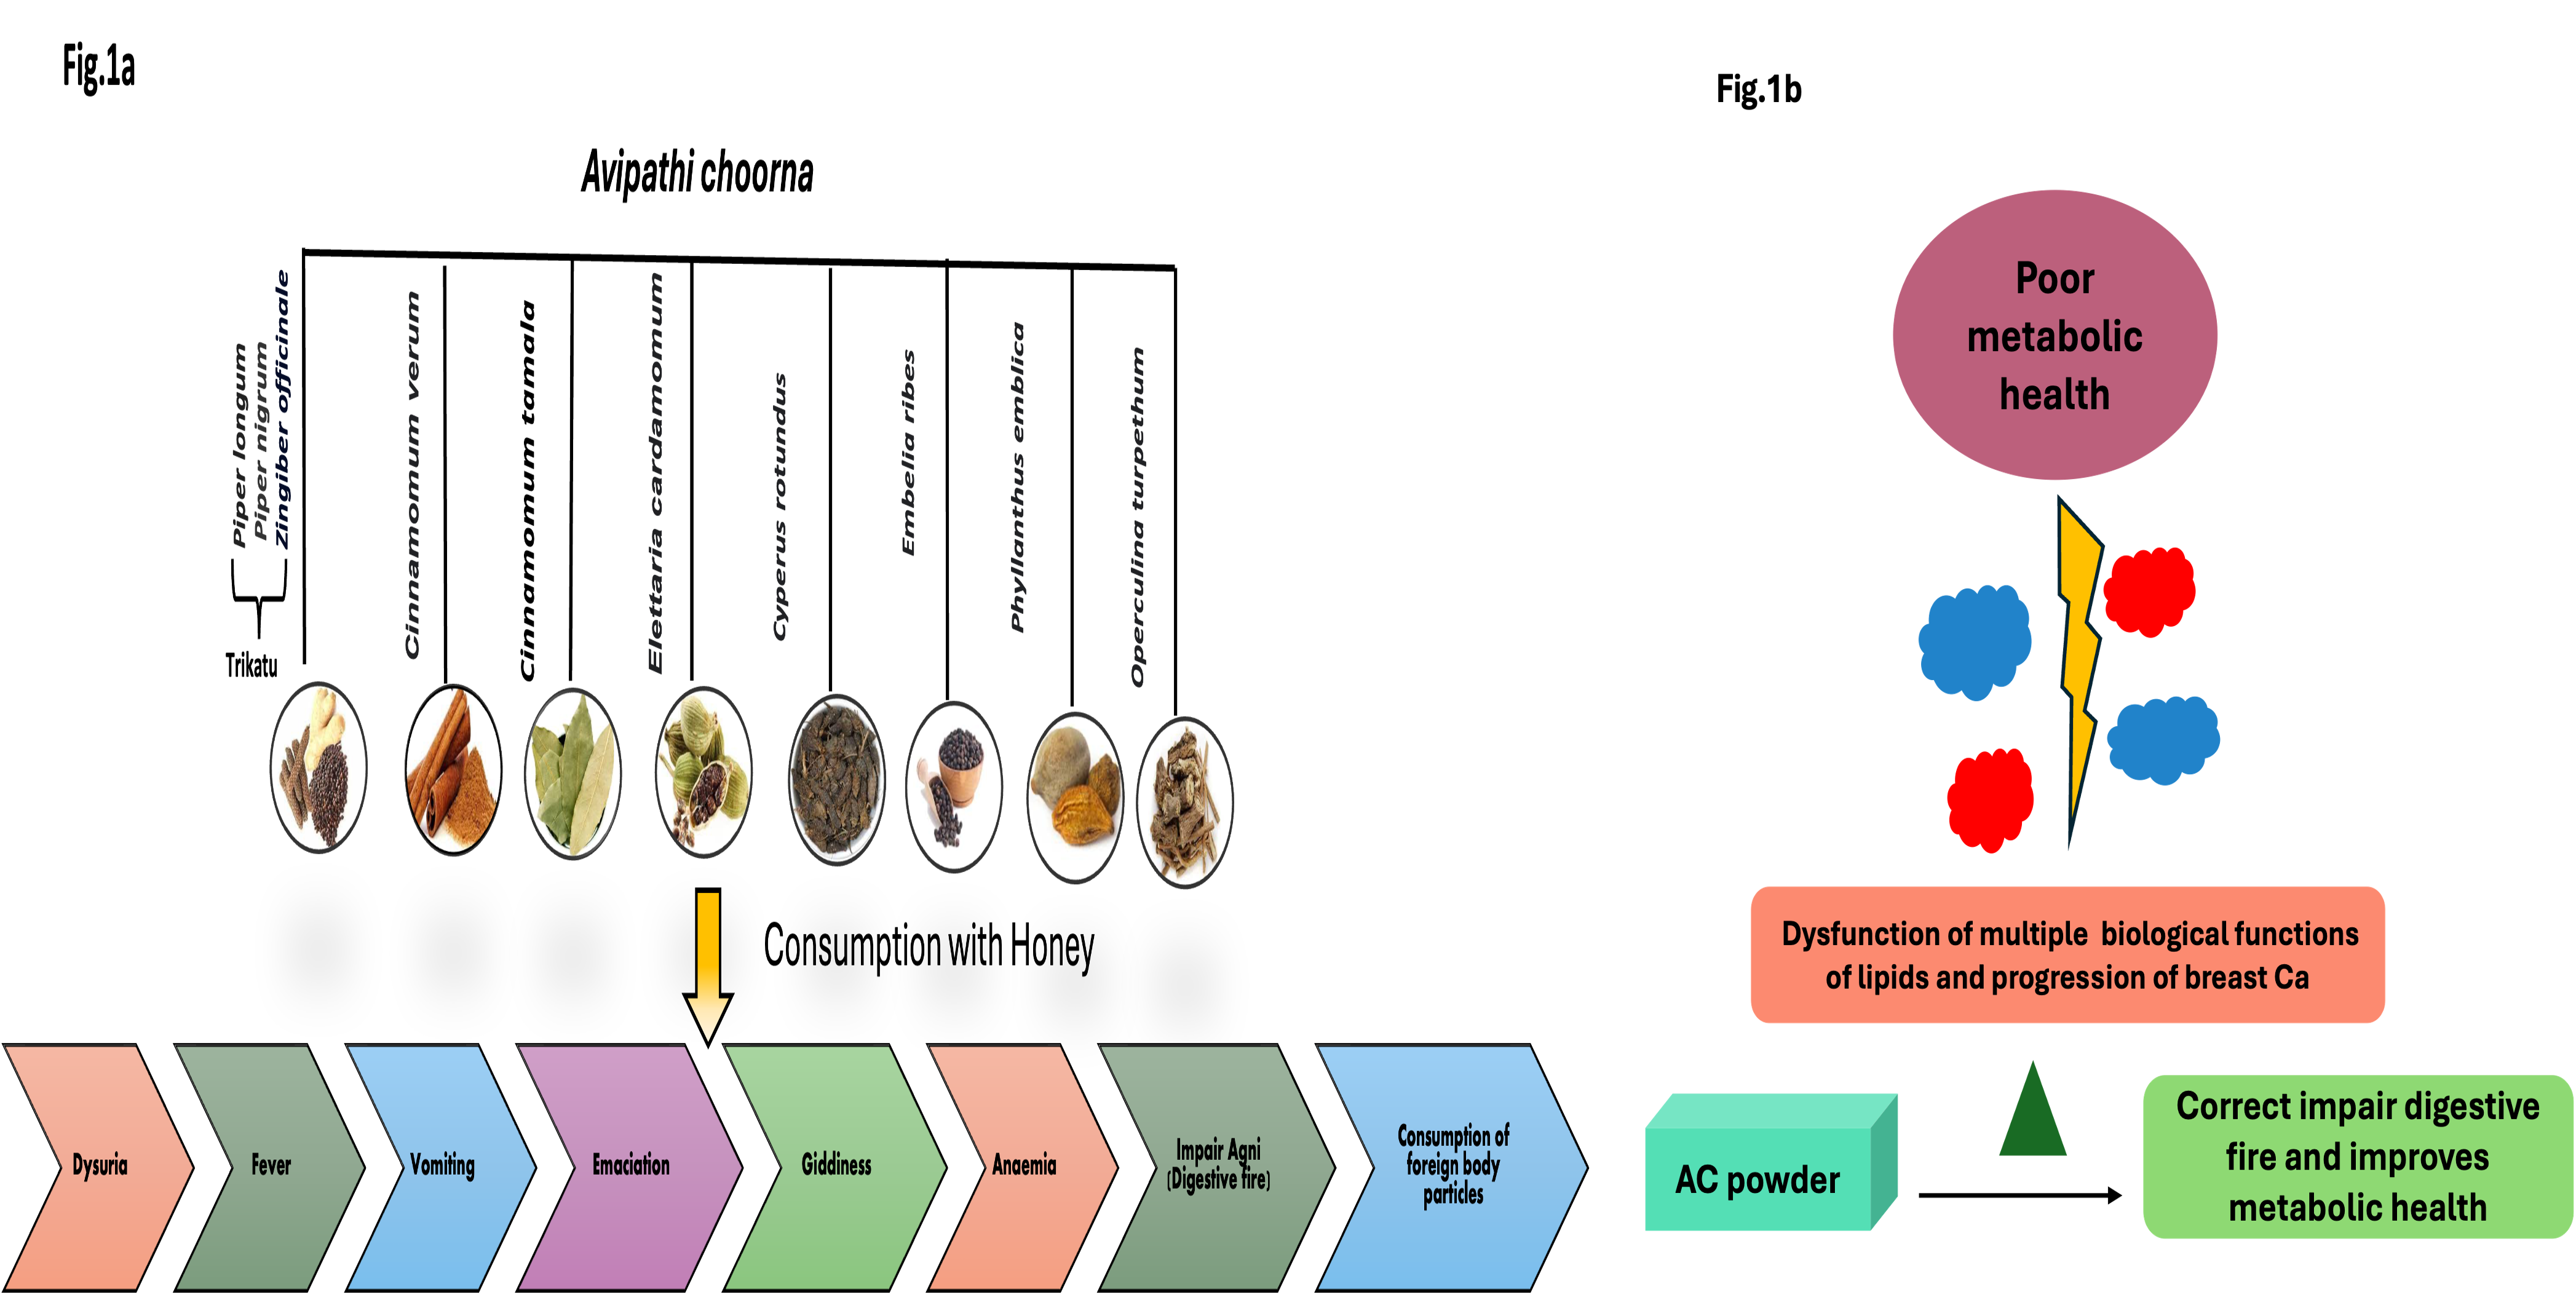 Fig.1a
Avipathi choorna
Piper longum
Piper nigrum
Zingiber officinale
Trikatu
Cinnamomum verum
Cinnamomum tamala
Elettaria cardamomum
Cyperus rotundus
Embelia ribes
Phyllanthus emblica
Operculina turpethum
Consumption with Honey
Dysuria
Fever
Vomiting
Emaciation
Giddiness
Anaemia
Impair Agni
(Digestive fire)
Consumption of
foreign body
particles
Fig.1b
Poor
metabolic
health
Dysfunction of multiple biological functions
of lipids and progression of breast Ca
AC powder
Correct impair digestive
fire and improves
metabolic health